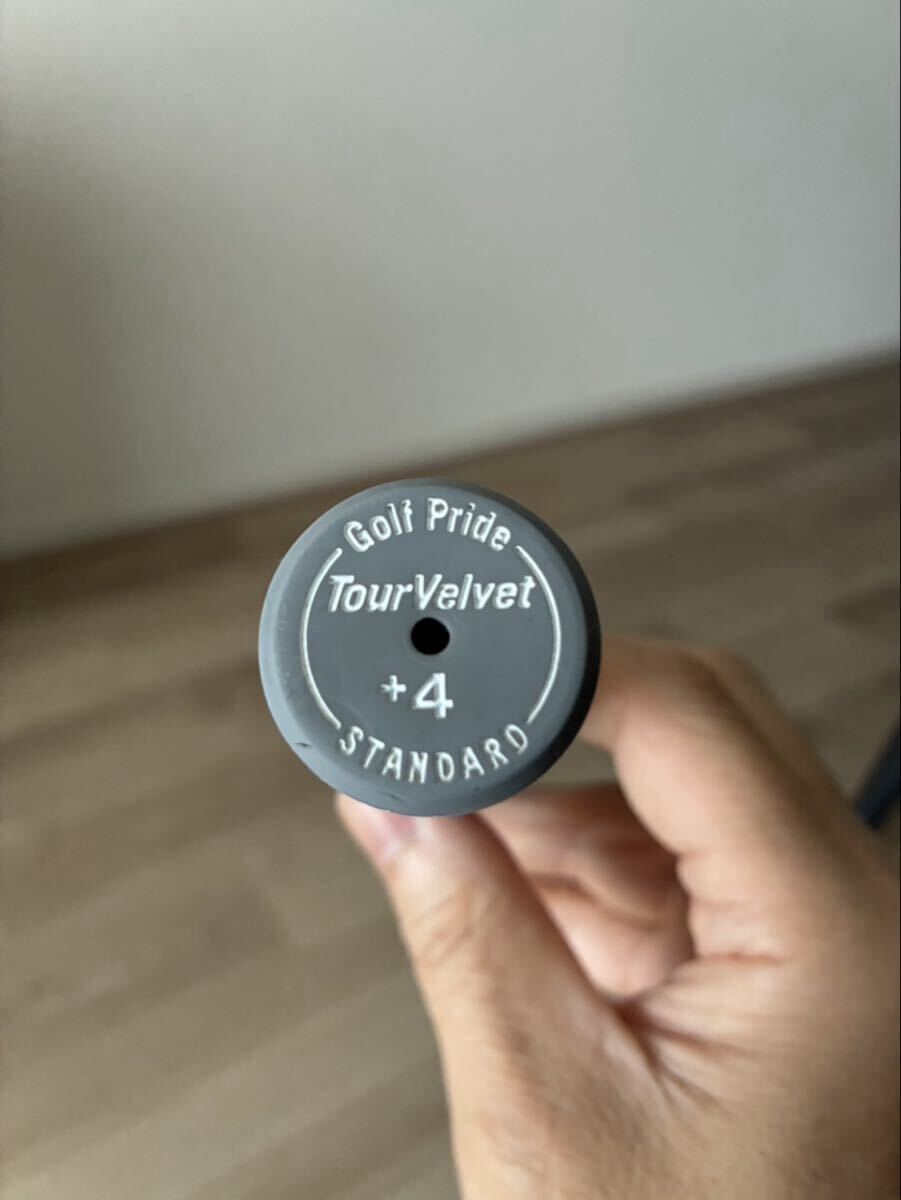 Golf Pride
TourVelvet
+4
STANDARD